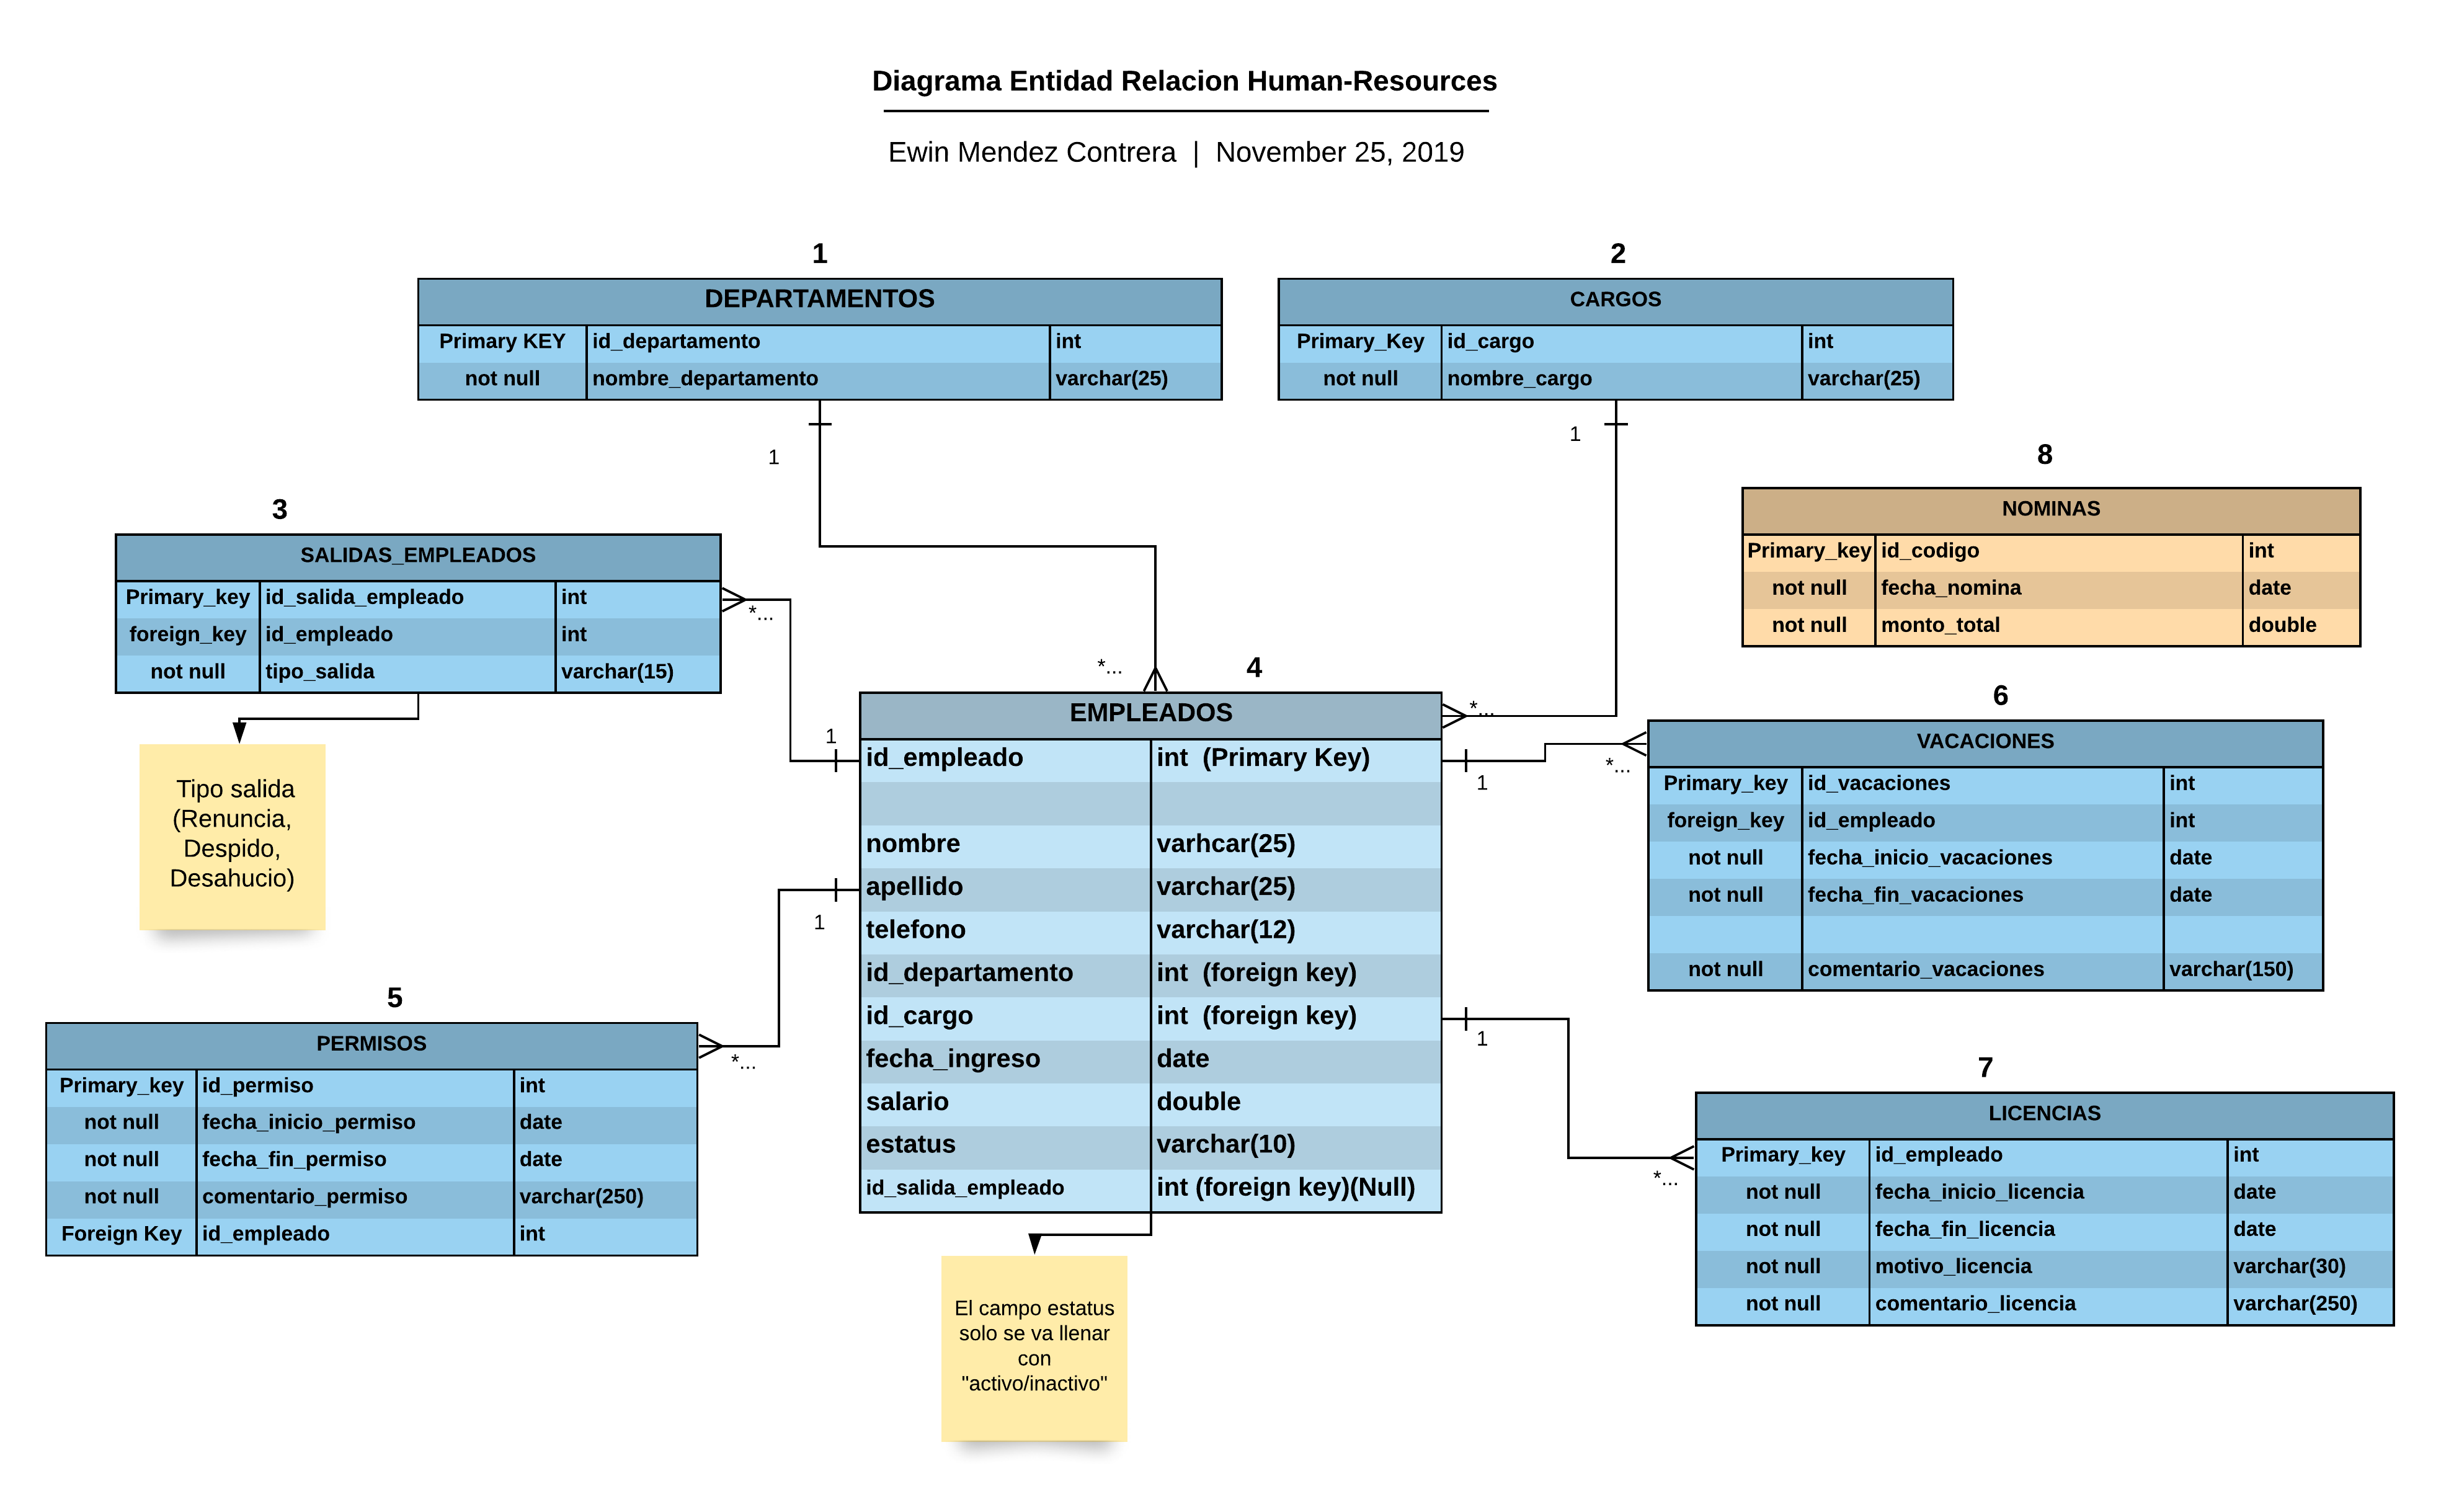 Diagrama Entidad Relacion Human-Resources
Ewin Mendez Contrera | November 25, 2019
1
DEPARTAMENTOS
Primary KEY id_departamento int
not null nombre_departamento varchar(25)
1
*...
2
CARGOS
Primary_Key id_cargo int
not null nombre_cargo varchar(25)
1
*...
8
NOMINAS
Primary_key id_codigo int
not null fecha_nomina date
not null monto_total double
3
SALIDAS_EMPLEADOS
Primary_key id_salida_empleado int
foreign_key id_empleado int
not null tipo_salida varchar(15)
*...
1
Tipo salida
(Renuncia,
Despido,
Desahucio)
4
EMPLEADOS
id_empleado int (Primary Key)
nombre varhcar(25)
apellido varchar(25)
telefono varchar(12)
id_departamento int (foreign key)
id_cargo int (foreign key)
fecha_ingreso date
salario double
estatus varchar(10)
id_salida_empleado int (foreign key)(Null)
El campo estatus
solo se va llenar
con
"activo/inactivo"
6
VACACIONES
Primary_key id_vacaciones int
foreign_key id_empleado int
not null fecha_inicio_vacaciones date
not null fecha_fin_vacaciones date
not null comentario_vacaciones varchar(150)
1
*...
5
PERMISOS
Primary_key id_permiso int
not null fecha_inicio_permiso date
not null fecha_fin_permiso date
not null comentario_permiso varchar(250)
Foreign Key id_empleado int
1
*...
7
LICENCIAS
Primary_key id_empleado int
not null fecha_inicio_licencia date
not null fecha_fin_licencia date
not null motivo_licencia varchar(30)
not null comentario_licencia varchar(250)
1
*...